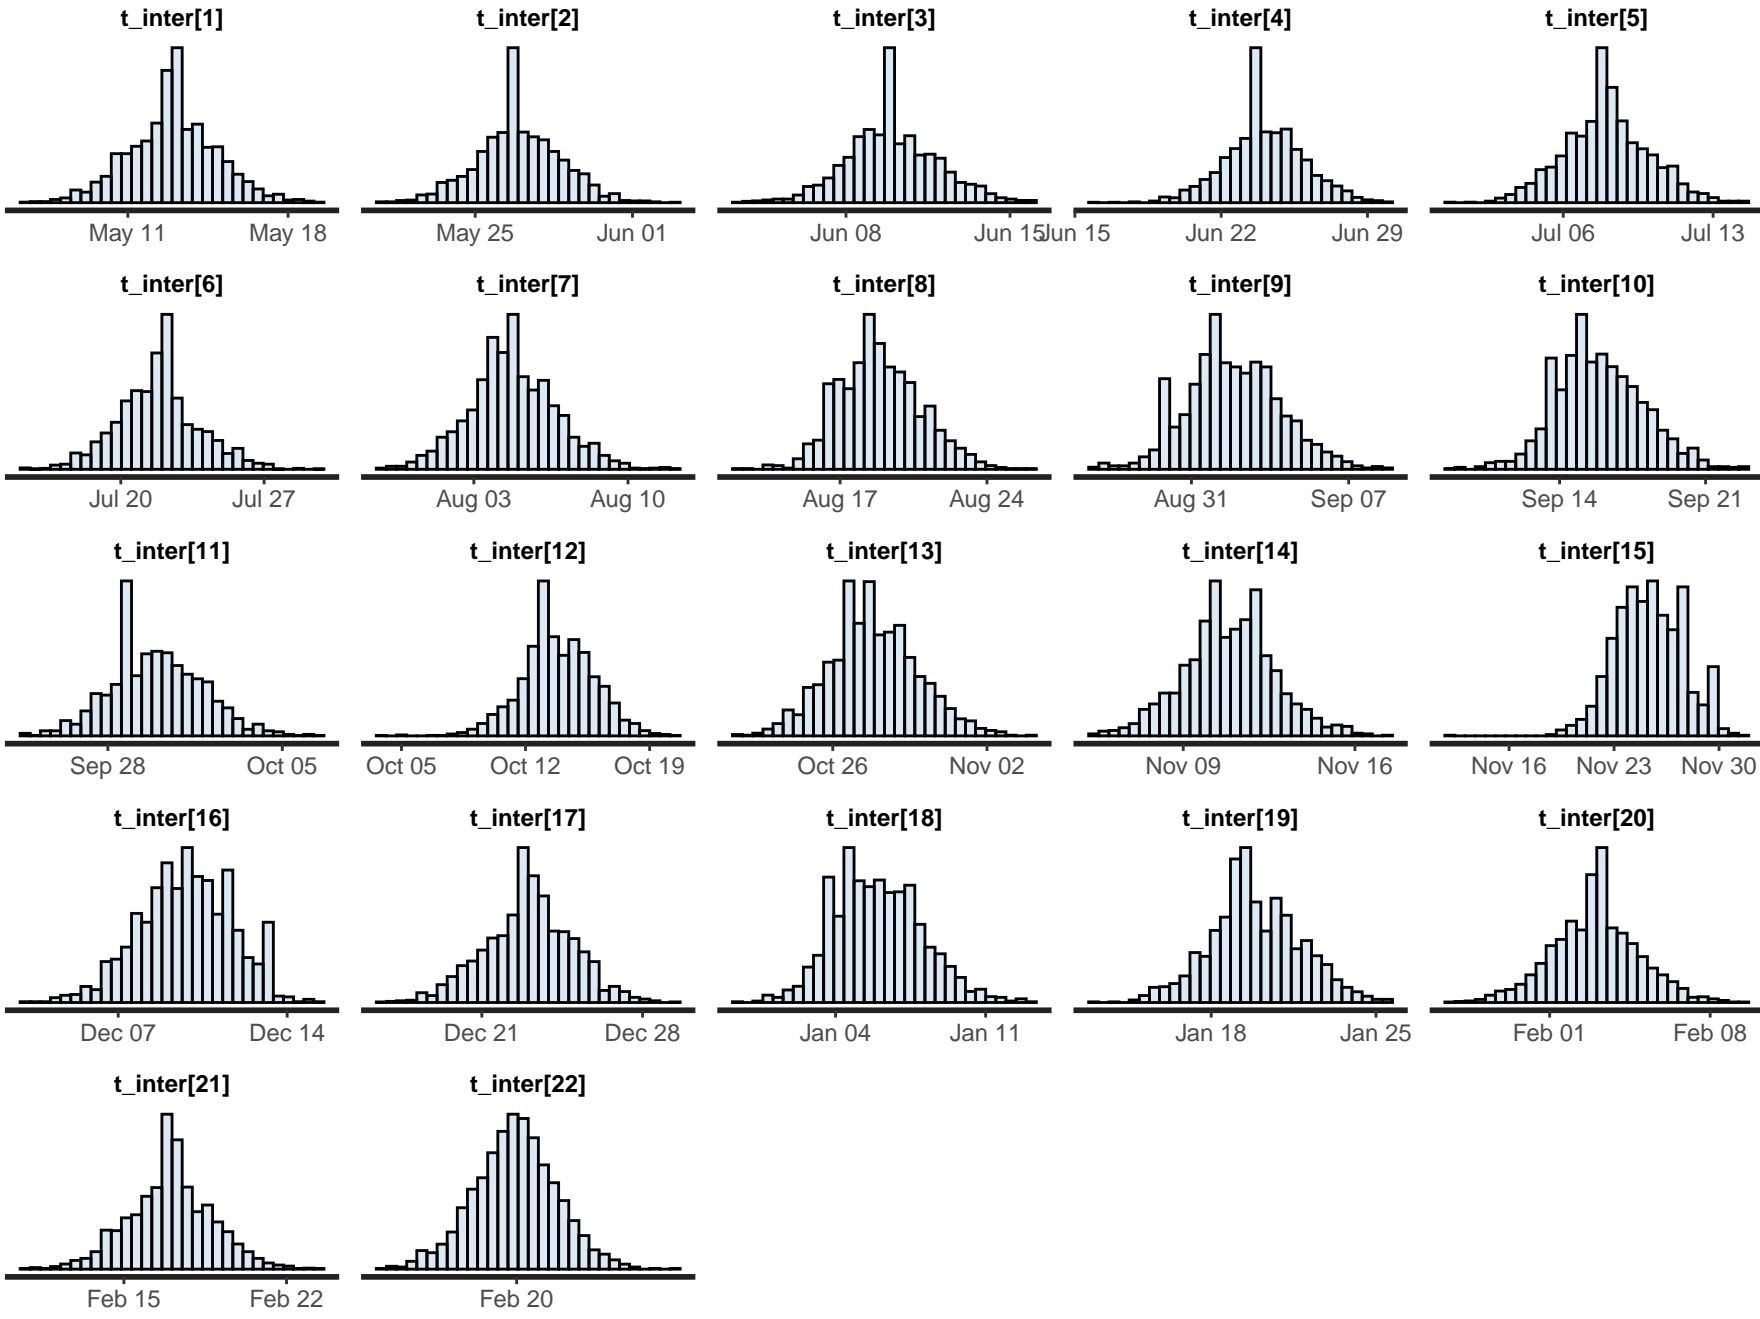 t_inter[1] t_inter[2] t_inter[3] t_inter[4] t_inter[5]
May 11 May 18 May 25 Jun 01 Jun 08 Jun 15 Jun 15 Jun 22 Jun 29 Jul 06 Jul 13
t_inter[6] t_inter[7] t_inter[8] t_inter[9] t_inter[10]
Jul 20 Jul 27 Aug 03 Aug 10 Aug 17 Aug 24 Aug 31 Sep 07 Sep 14 Sep 21
t_inter[11] t_inter[12] t_inter[13] t_inter[14] t_inter[15]
Sep 28 Oct 05 Oct 05 Oct 12 Oct 19 Oct 26 Nov 02 Nov 09 Nov 16 Nov 16 Nov 23 Nov 30
t_inter[16] t_inter[17] t_inter[18] t_inter[19] t_inter[20]
Dec 07 Dec 14 Dec 21 Dec 28 Jan 04 Jan 11 Jan 18 Jan 25 Feb 01 Feb 08
t_inter[21] t_inter[22]
Feb 15 Feb 22 Feb 20